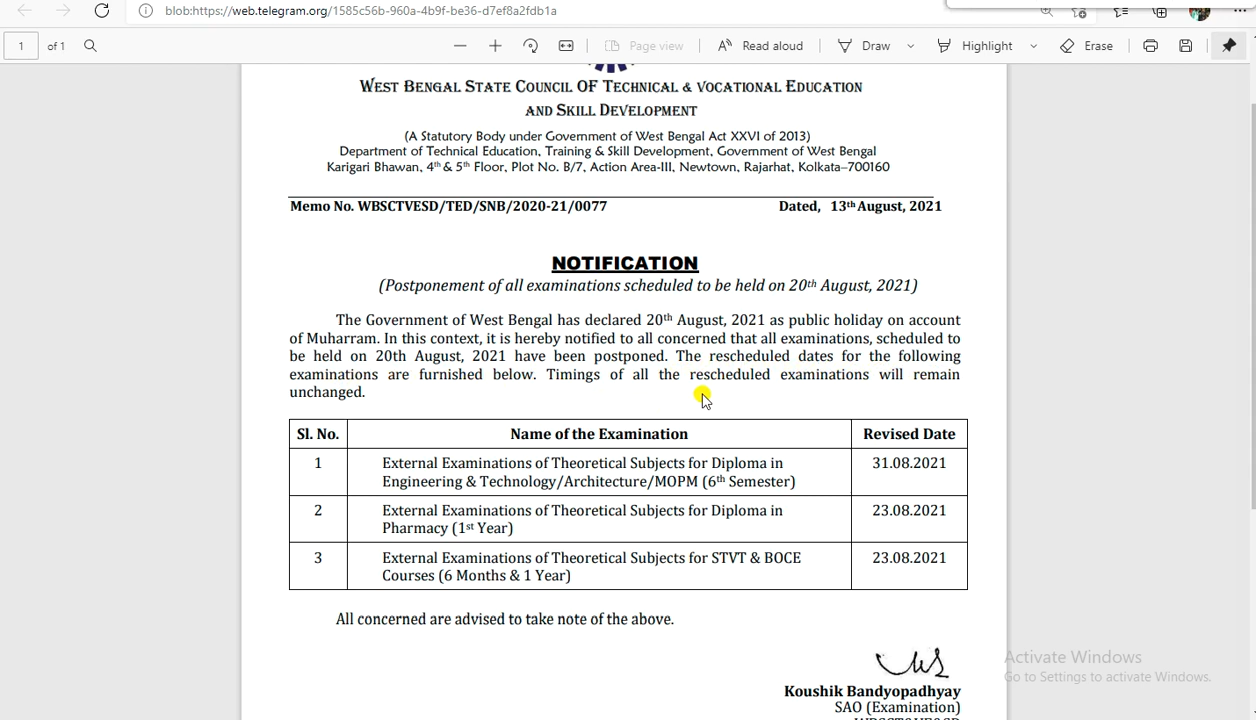 blob:https://web.telegram.org/1585c56b-960a-4b9f-be36-d7ef8a2fdb1a
1 of 1 Page view Read aloud Draw Highlight Erase
WEST BENGAL STATE COUNCIL OF TECHNICAL & VOCATIONAL EDUCATION
AND SKILL DEVELOPMENT
(A Statutory Body under Government of West Bengal Act XXVI of 2013)
Department of Technical Education, Training & Skill Development, Government of West Bengal
Karigari Bhawan, 4th & 5th Floor, Plot No. B/7, Action Area-III, Newtown, Rajarhat, Kolkata–700160
Memo No. WBSCTVESD/TED/SNB/2020-21/0077 Dated, 13th August, 2021
NOTIFICATION
(Postponement of all examinations scheduled to be held on 20th August, 2021)
The Government of West Bengal has declared 20th August, 2021 as public holiday on account
of Muharram. In this context, it is hereby notified to all concerned that all examinations, scheduled to
be held on 20th August, 2021 have been postponed. The rescheduled dates for the following
examinations are furnished below. Timings of all the rescheduled examinations will remain
unchanged.
Sl. No. Name of the Examination Revised Date
1 External Examinations of Theoretical Subjects for Diploma in 31.08.2021
Engineering & Technology/Architecture/MOPM (6th Semester)
2 External Examinations of Theoretical Subjects for Diploma in 23.08.2021
Pharmacy (1st Year)
3 External Examinations of Theoretical Subjects for STVT & BOCE 23.08.2021
Courses (6 Months & 1 Year)
All concerned are advised to take note of the above.
Activate Windows
Go to Settings to activate Windows.
Koushik Bandyopadhyay
SAO (Examination)